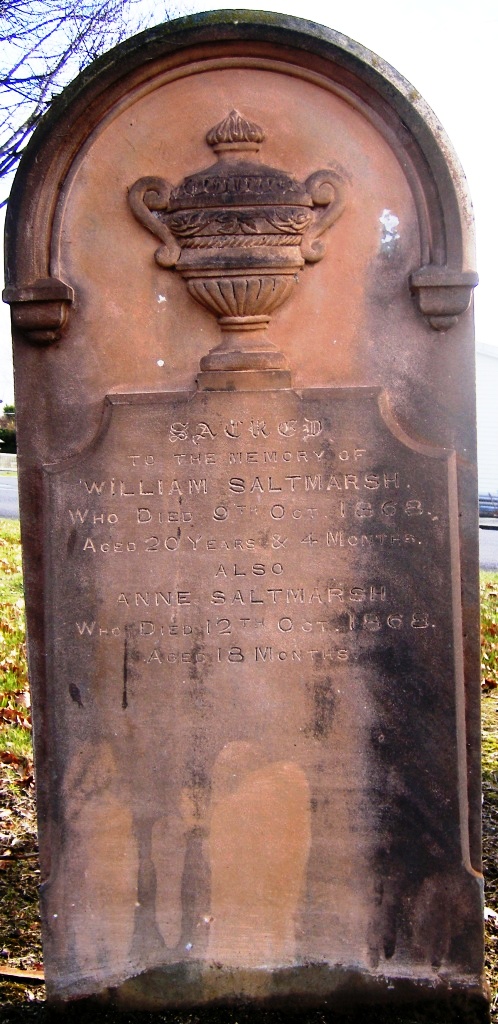 SACRED
TO THE MEMORY OF
WILLIAM SALTMARSH.
WHO DIED 9TH OCT. 1868.
AGED 20 YEARS & 4 MONTHS.
ALSO
ANNE SALTMARSH
WHO DIED 12TH OCT. 1868.
AGED 18 MONTHS.